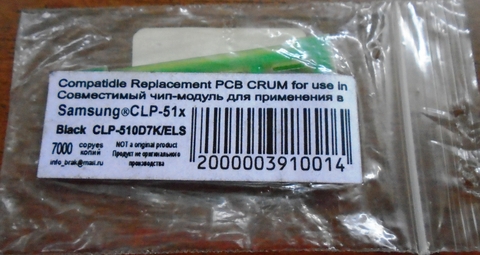 Compatidle Replacement PCB CRUM for use in
Совместимый чип-модуль для применения в
Samsung®CLP-51x
Black CLP-510D7K/ELS
7000 copyes
копий
NOT a original product
Продукт не оригинального
производства
info_brak@mail.ru
2000003910014